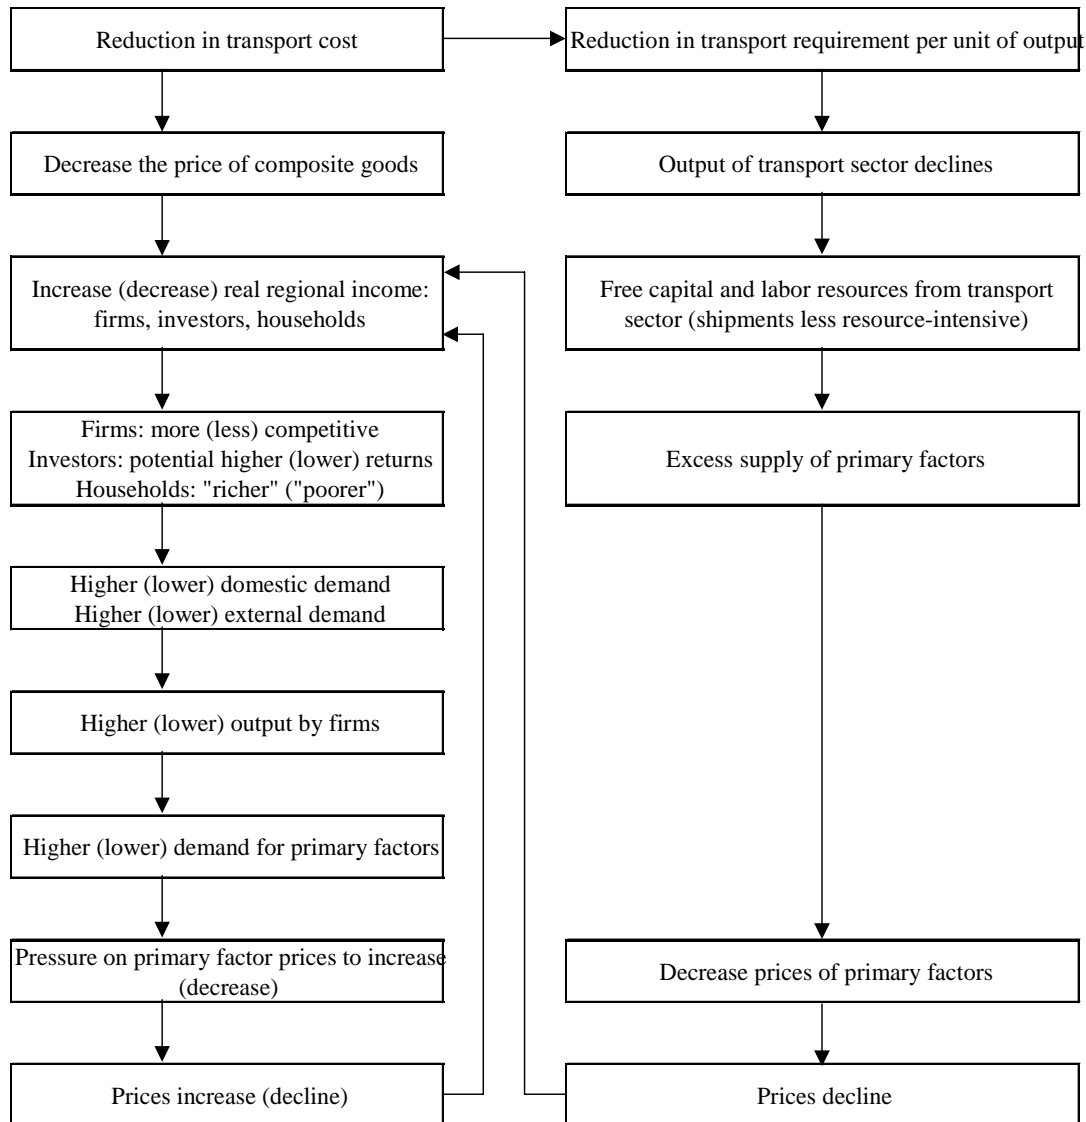 Reduction in transport cost
Reduction in transport requirement per unit of output
Decrease the price of composite goods
Output of transport sector declines
Increase (decrease) real regional income:
firms, investors, households
Free capital and labor resources from transport
sector (shipments less resource-intensive)
Firms: more (less) competitive
Investors: potential higher (lower) returns
Households: "richer" ("poorer")
Excess supply of primary factors
Higher (lower) domestic demand
Higher (lower) external demand
Higher (lower) output by firms
Higher (lower) demand for primary factors
Pressure on primary factor prices to increase
(decrease)
Decrease prices of primary factors
Prices increase (decline)
Prices decline